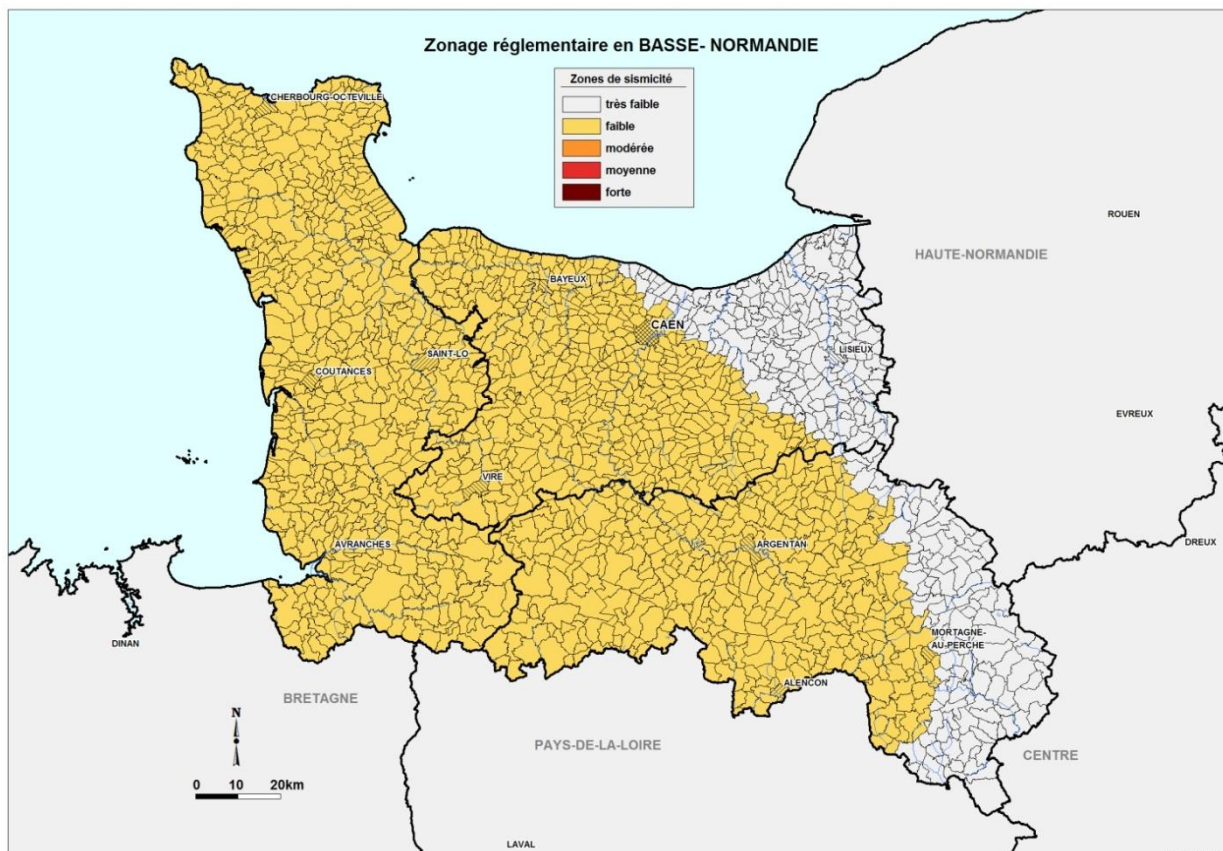 Zonage réglementaire en BASSE- NORMANDIE
Zones de sismicité
très faible
faible
modérée
moyenne
forte
CHERBOURG-OCTEVILLE
ROUEN
HAUTE-NORMANDIE
BAYEUX
CAEN
LISIEUX
SAINT-LO
COUTANCES
EVREUX
VIRE
AVRANCHES
ARGENTAN
DREUX
DINAN
MORTAGNE-
AU-PERCHE
ALENCON
BRETAGNE
N
PAYS-DE-LA-LOIRE
CENTRE
0 10 20km
LAVAL